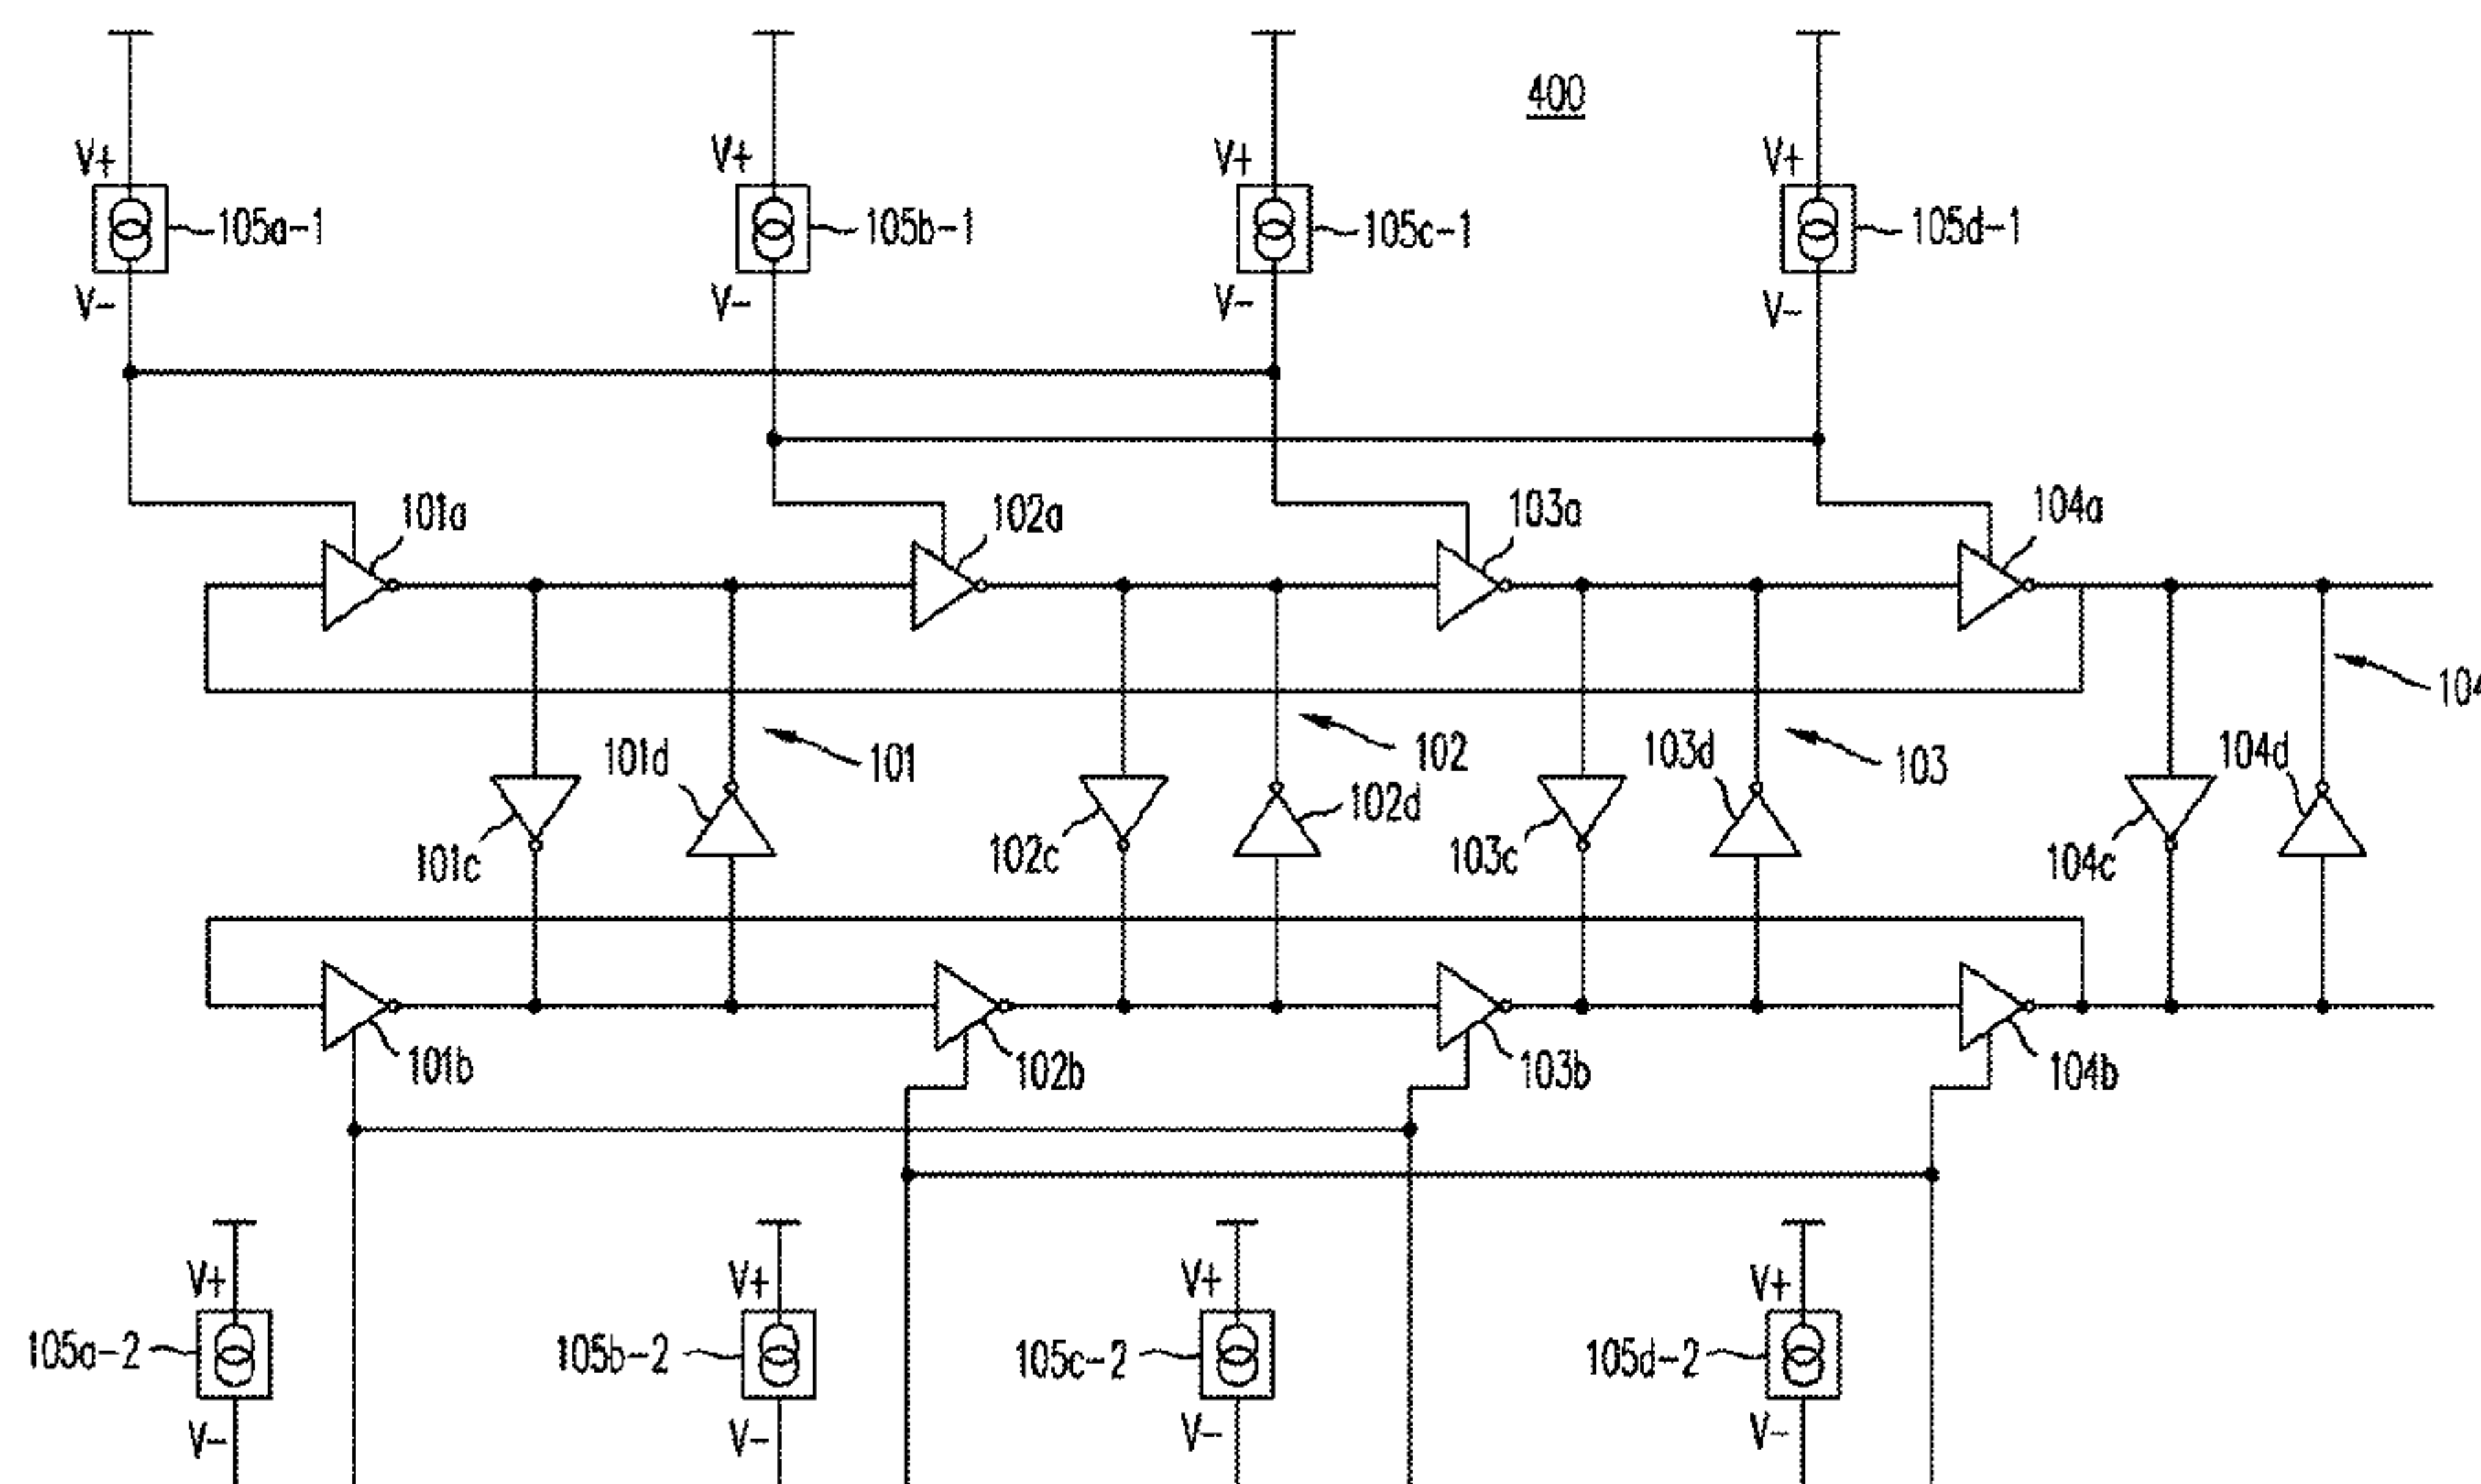 400
V+ V+ V+ V+
105a-1 105b-1 105c-1 105d-1
V- V- V- V-
101a 102a 103a 104a
104
101d 101 102 103d 103 104d
102d
101c 102c 103c 104c
101b 102b 103b 104b
V+ V+ V+ V+
105a-2 105b-2 105c-2 105d-2
V- V- V- V-